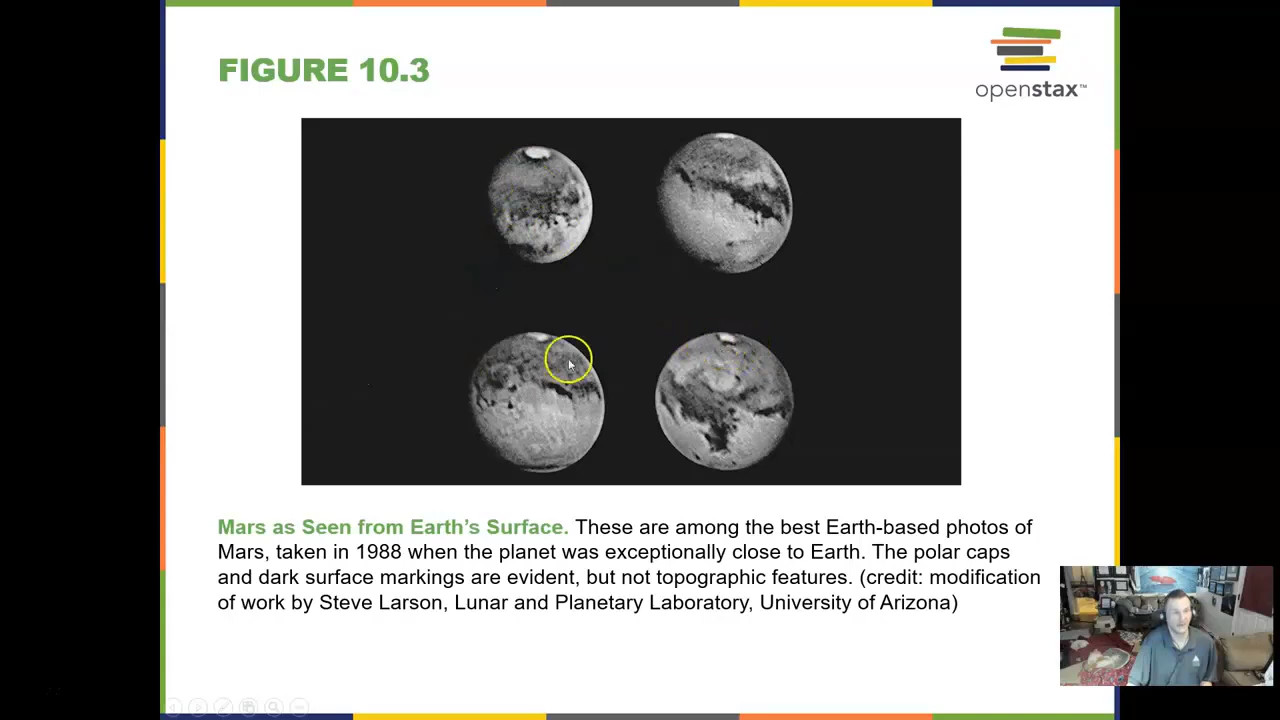 FIGURE 10.3
openstax™
Mars as Seen from Earth’s Surface. These are among the best Earth-based photos of
Mars, taken in 1988 when the planet was exceptionally close to Earth. The polar caps
and dark surface markings are evident, but not topographic features. (credit: modification
of work by Steve Larson, Lunar and Planetary Laboratory, University of Arizona)